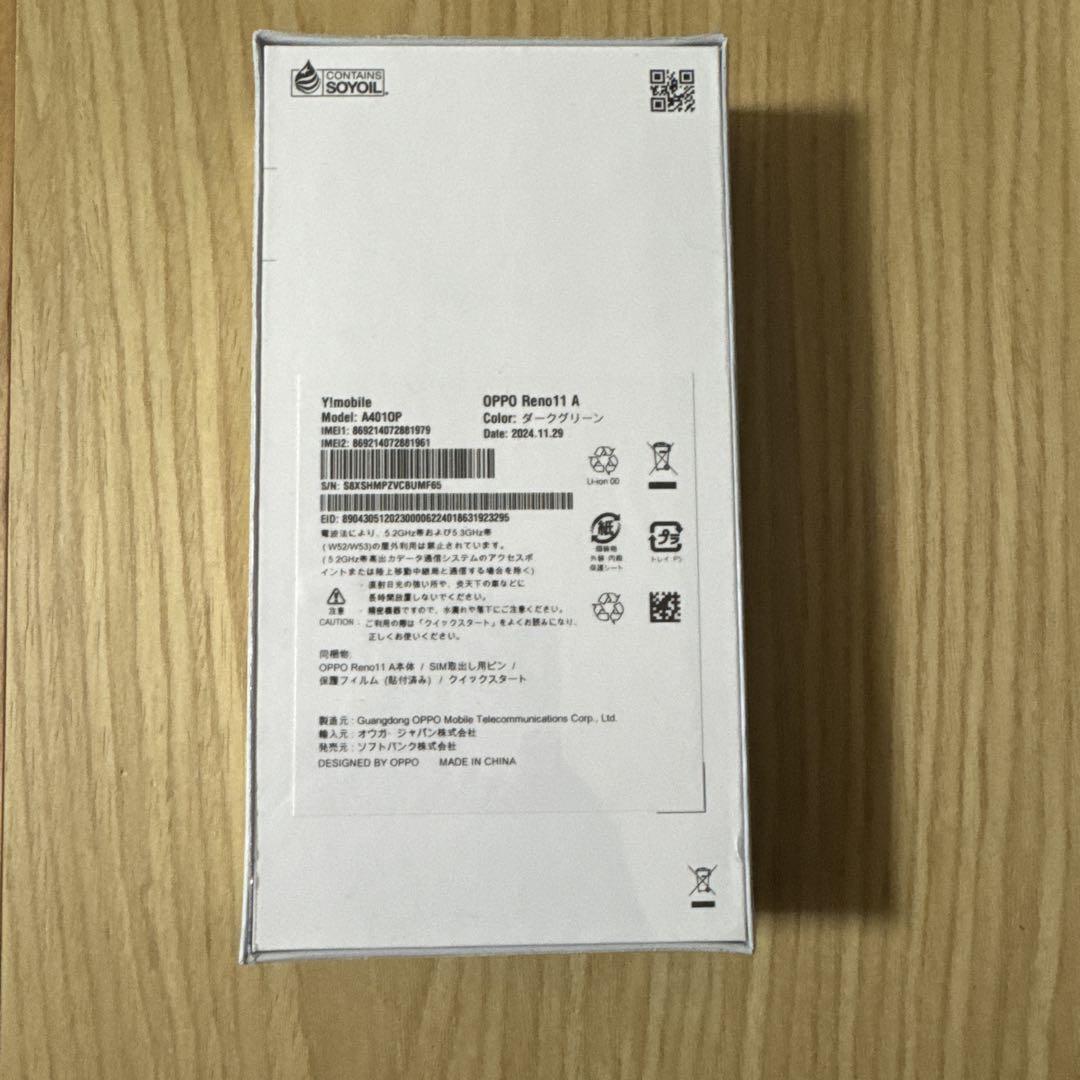 CONTAINS
SOYOIL
Y!mobile
Model: A401OP
IMEI1: 869214072881979
IMEI2: 869214072881961
OPPO Reno11 A
Color: ダークグリーン
Date: 2024.11.29
S/N: S8XSHMPZVCBUMF65
EID: 89043051202300006224018631923295
Li-ion 00
電波法により、5.2GHz帯および5.3GHz帯
(W52/W53)の屋外利用は禁止されています。
(5.2GHz帯高出力データ通信システムのアクセスポ
イントまたは陸上移動中継局と通信する場合を除く)
紙
個装箱
外箱 内箱
保護シート
プラ
トレイ PS
注意
CAUTION
・直射日光の強い所や、炎天下の車などに
長時間放置しないでください。
・精密機器ですので、水濡れや落下にご注意ください。
・ご利用の際は「クイックスタート」をよくお読みになり、
正しくお使いください。
同梱物:
OPPO Reno11 A本体 / SIM取出し用ピン /
保護フィルム (貼付済み) / クイックスタート
製造元 : Guangdong OPPO Mobile Telecommunications Corp., Ltd.
輸入元 : オウガ・ジャパン株式会社
発売元 : ソフトバンク株式会社
DESIGNED BY OPPO MADE IN CHINA